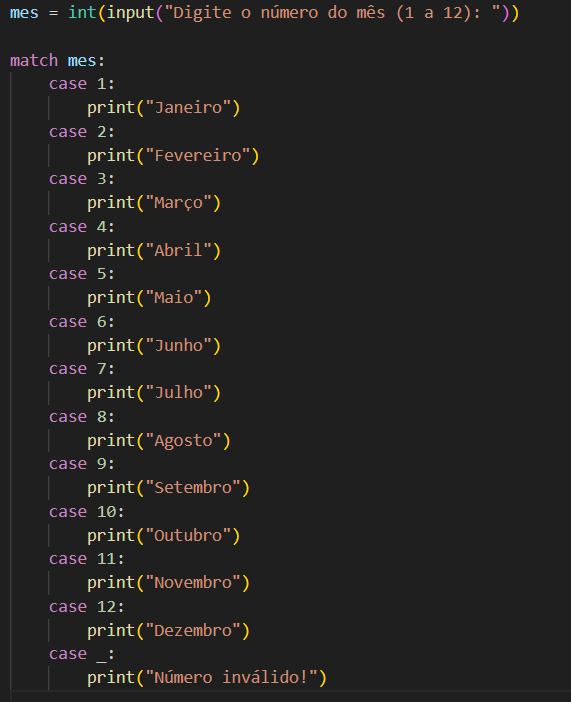 mes = int(input("Digite o número do mês (1 a 12): "))
match mes:
    case 1:
        print("Janeiro")
    case 2:
        print("Fevereiro")
    case 3:
        print("Março")
    case 4:
        print("Abril")
    case 5:
        print("Maio")
    case 6:
        print("Junho")
    case 7:
        print("Julho")
    case 8:
        print("Agosto")
    case 9:
        print("Setembro")
    case 10:
        print("Outubro")
    case 11:
        print("Novembro")
    case 12:
        print("Dezembro")
    case _:
        print("Número inválido!")